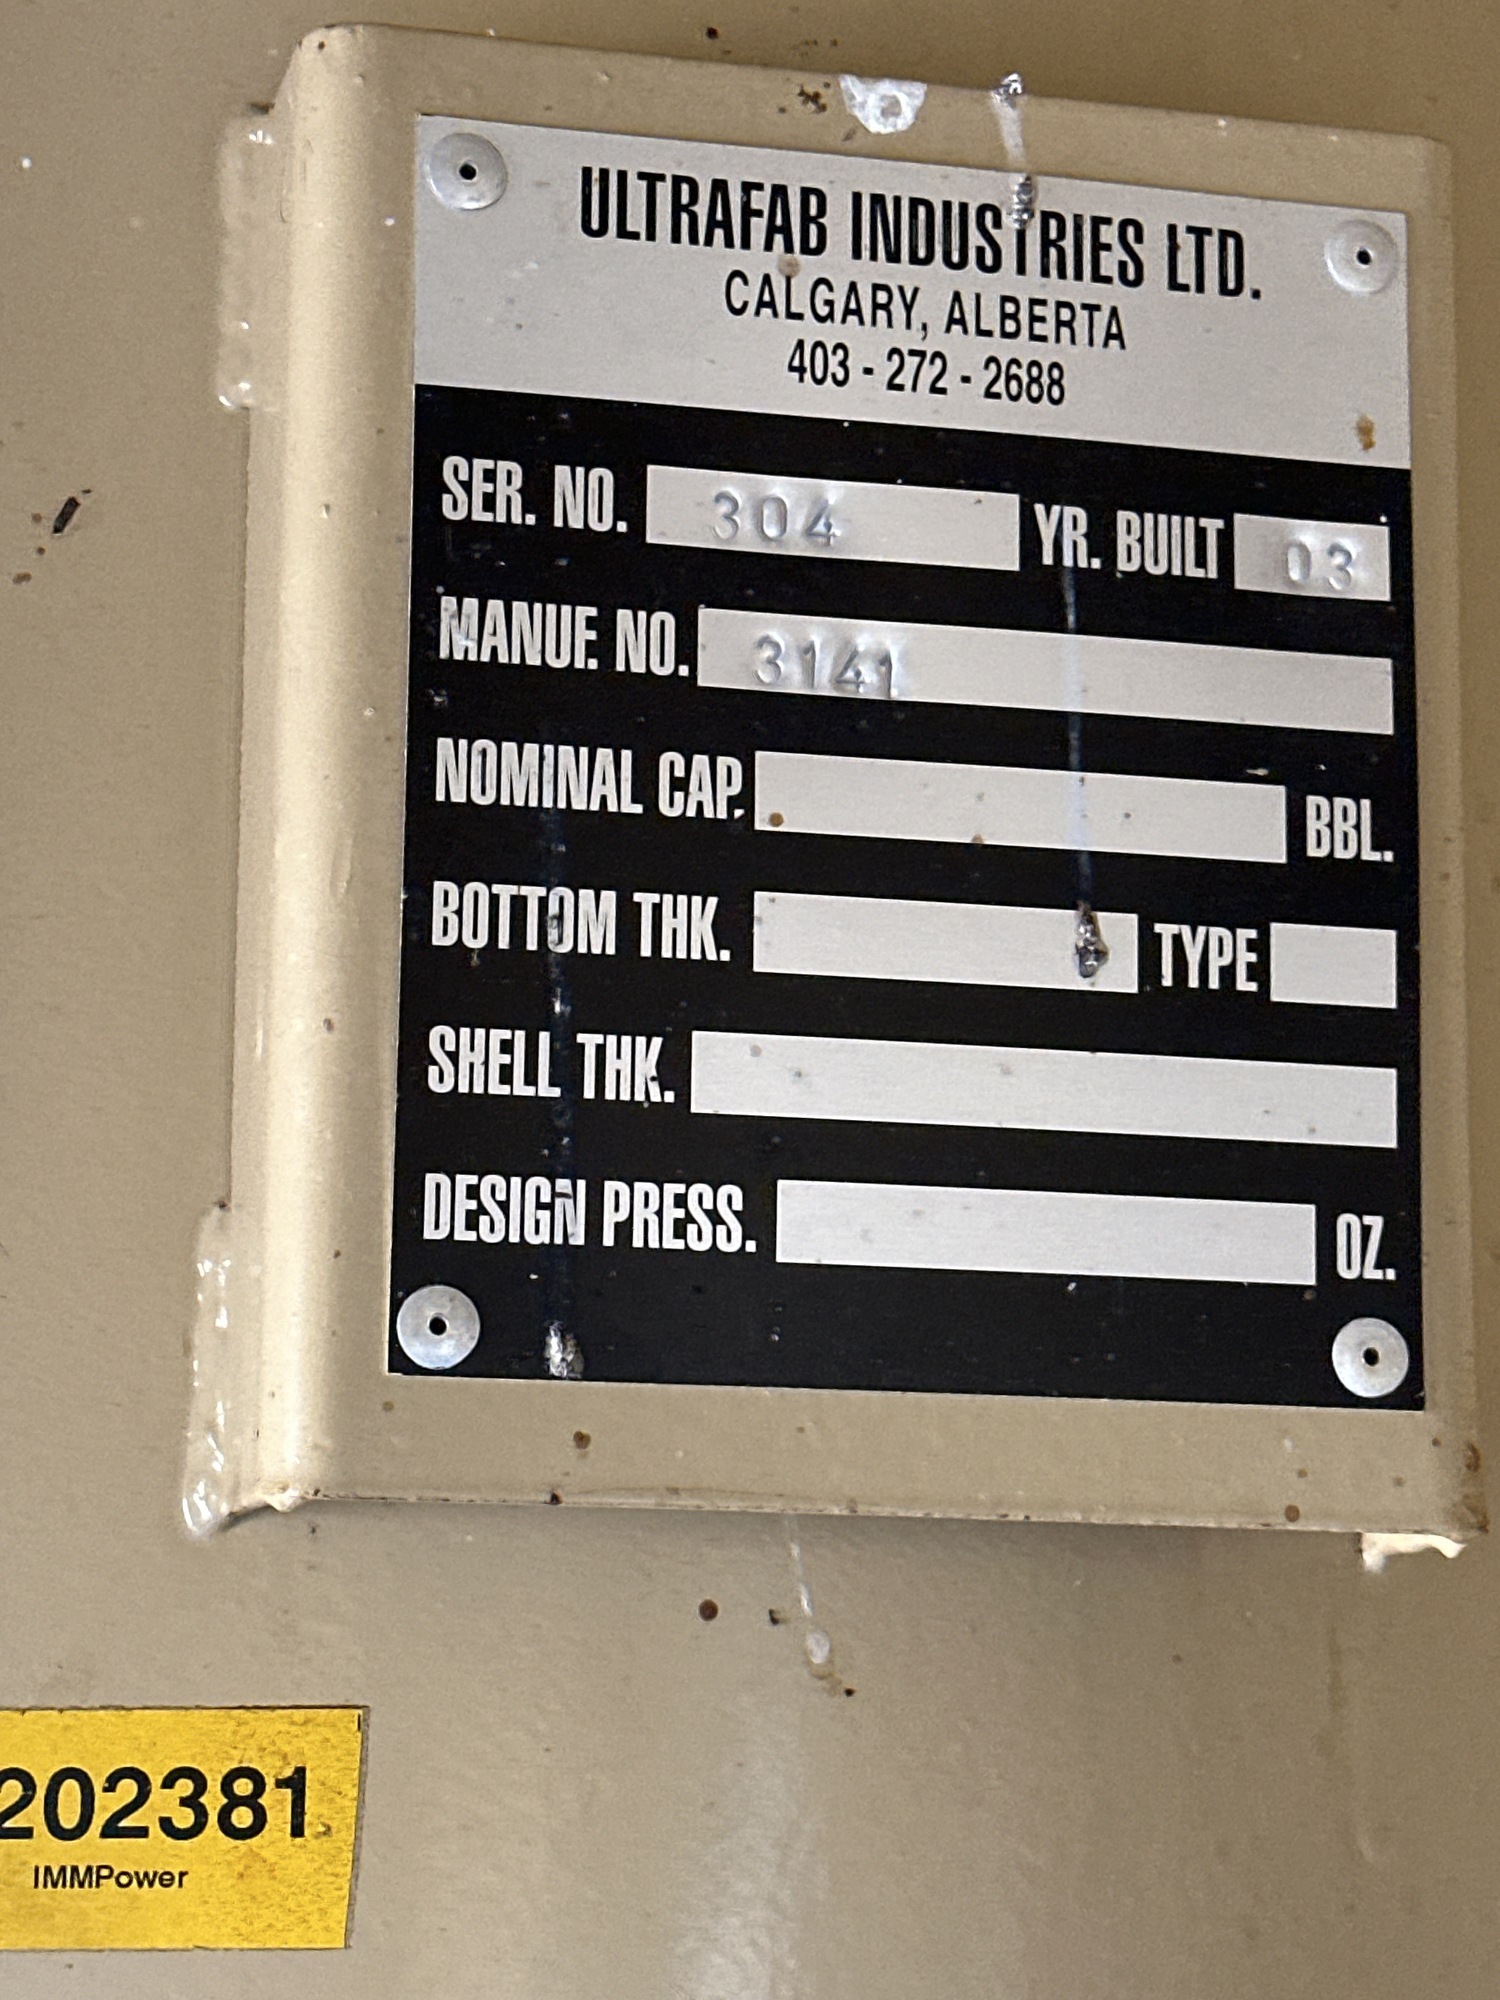 ULTRAFAB INDUSTRIES LTD.
CALGARY, ALBERTA
403 - 272 - 2688
SER. NO. 304 YR. BUILT 03
MANUF. NO. 3141
NOMINAL CAP. BBL.
BOTTOM THK. TYPE
SHELL THK.
DESIGN PRESS. OZ.
202381
IMMPower